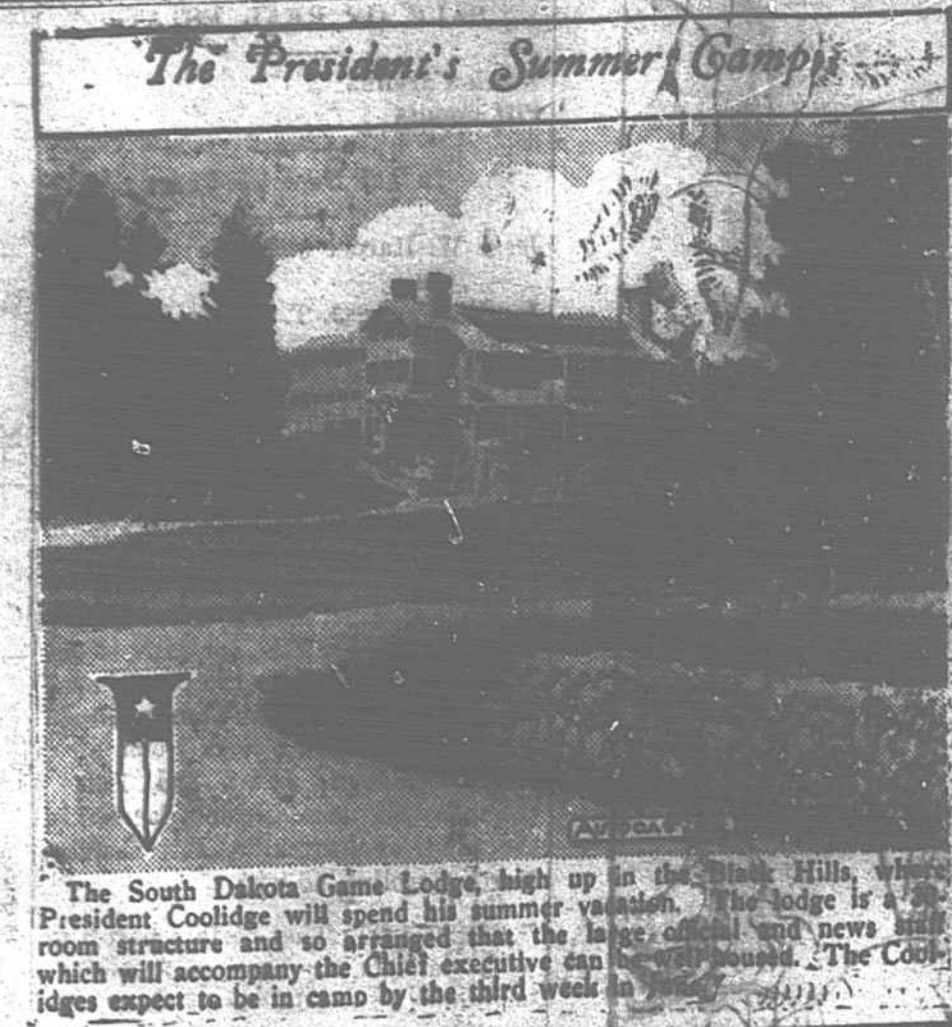 The President's Summer Camp
AUTOCAS
The South Dakota Game Lodge, high up in the Black Hills, where
President Coolidge will spend his summer vacation. The lodge is a
room structure and so arranged that the large official and news staff
which will accompany the Chief executive can be well housed. The Cool-
idges expect to be in camp by the third week in June.